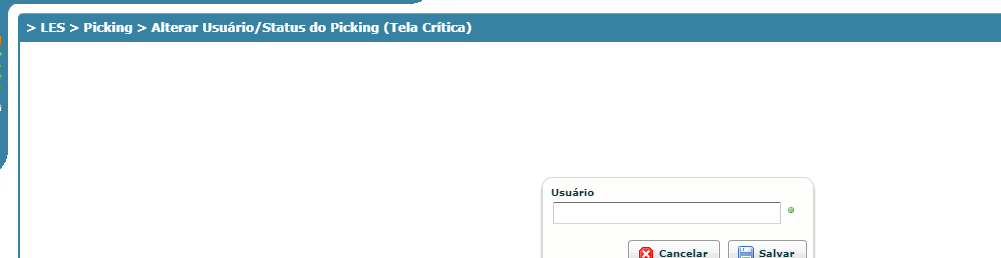 > LES > Picking > Alterar Usuário/Status do Picking (Tela Crítica)
Usuário
Cancelar Salvar